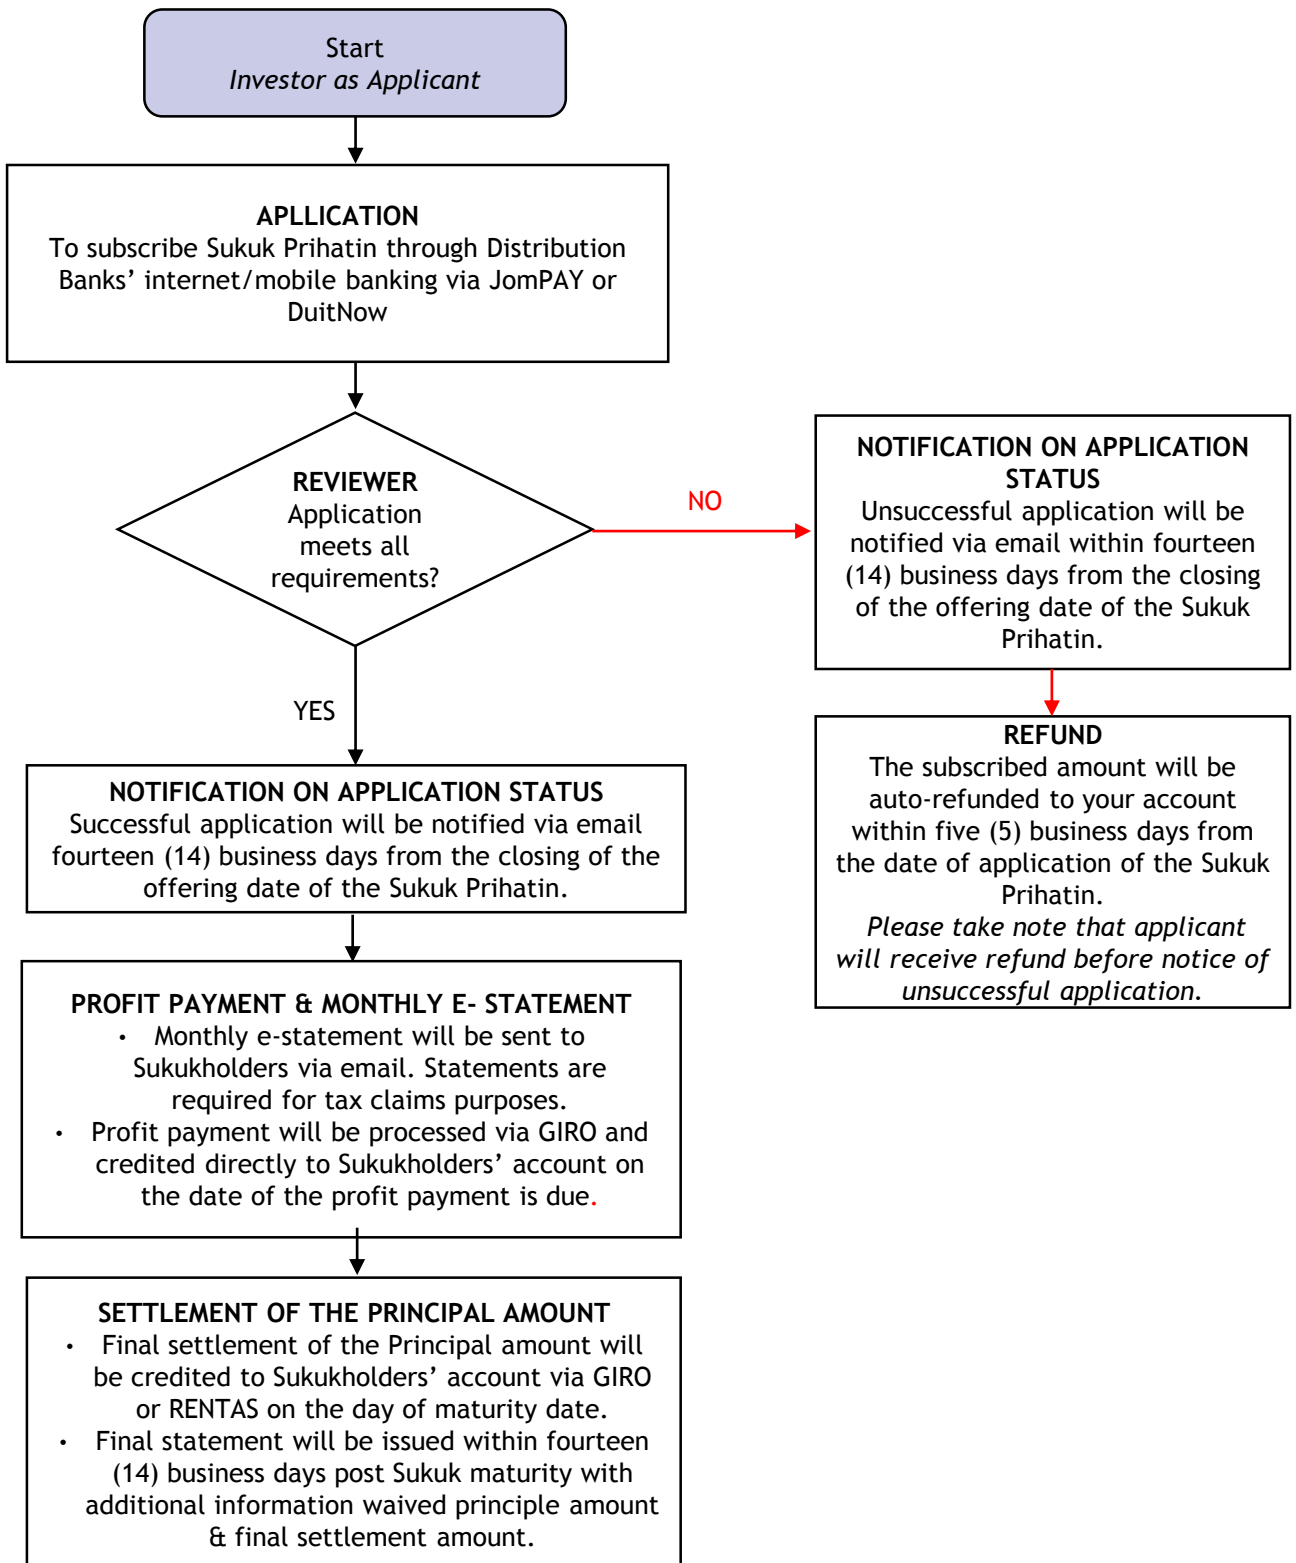 Start
Investor as Applicant
APLLICATION
To subscribe Sukuk Prihatin through Distribution
Banks’ internet/mobile banking via JomPAY or
DuitNow
REVIEWER
Application
meets all
requirements?
NO
NOTIFICATION ON APPLICATION
STATUS
Unsuccessful application will be
notified via email within fourteen
(14) business days from the closing
of the offering date of the Sukuk
Prihatin.
REFUND
The subscribed amount will be
auto-refunded to your account
within five (5) business days from
the date of application of the Sukuk
Prihatin.
Please take note that applicant
will receive refund before notice of
unsuccessful application.
YES
NOTIFICATION ON APPLICATION STATUS
Successful application will be notified via email
fourteen (14) business days from the closing of the
offering date of the Sukuk Prihatin.
PROFIT PAYMENT & MONTHLY E- STATEMENT
• Monthly e-statement will be sent to
Sukukholders via email. Statements are
required for tax claims purposes.
• Profit payment will be processed via GIRO and
credited directly to Sukukholders’ account on
the date of the profit payment is due.
SETTLEMENT OF THE PRINCIPAL AMOUNT
• Final settlement of the Principal amount will
be credited to Sukukholders’ account via GIRO
or RENTAS on the day of maturity date.
• Final statement will be issued within fourteen
(14) business days post Sukuk maturity with
additional information waived principle amount
& final settlement amount.